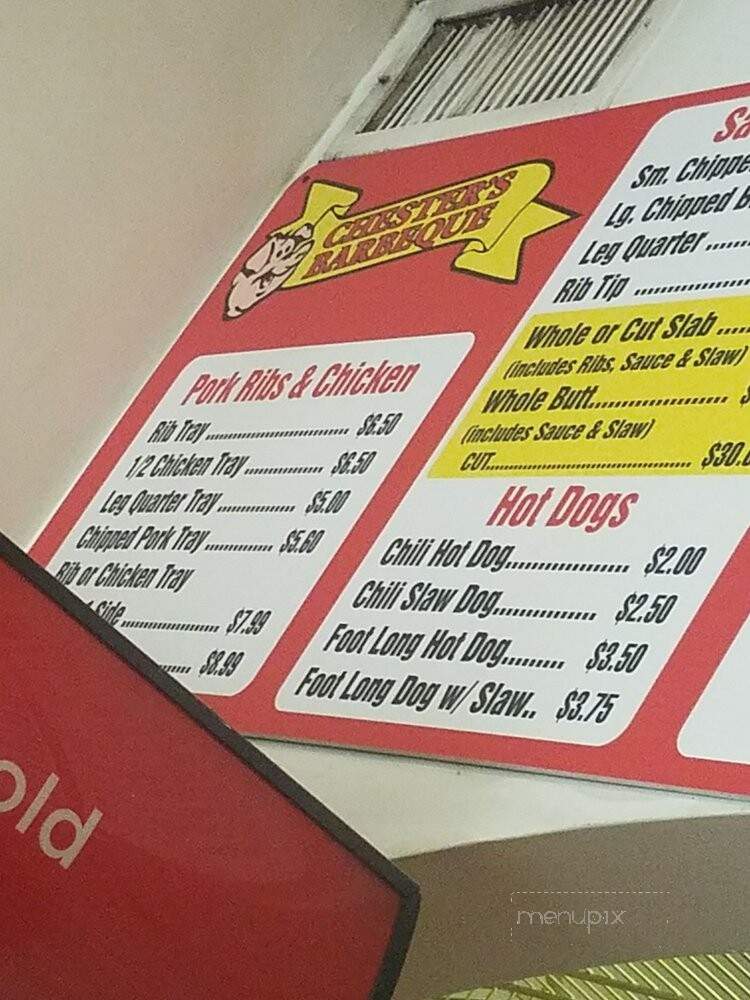 CHESTER'S
BARBEQUE
Pork Ribs & Chicken
Rib Tray........................... $6.50
1/2 Chicken Tray............... $6.50
Leg Quarter Tray............... $5.00
Chipped Pork Tray............. $5.60
Rib or Chicken Tray
Side.................... $7.99
...... $8.99
Sm.
Lg. Chipped
Leg Quarter.......
Rib Tip ....................
Whole or Cut Slab .....
(includes Ribs, Sauce & Slaw)
Whole Butt........................ $
(includes Sauce & Slaw)
CUT........................................ $30.
Hot Dogs
Chili Hot Dog..................... $2.00
Chili Slaw Dog................. $2.50
Foot Long Hot Dog......... $3.50
Foot Long Dog w/ Slaw.. $3.75
old
menupix